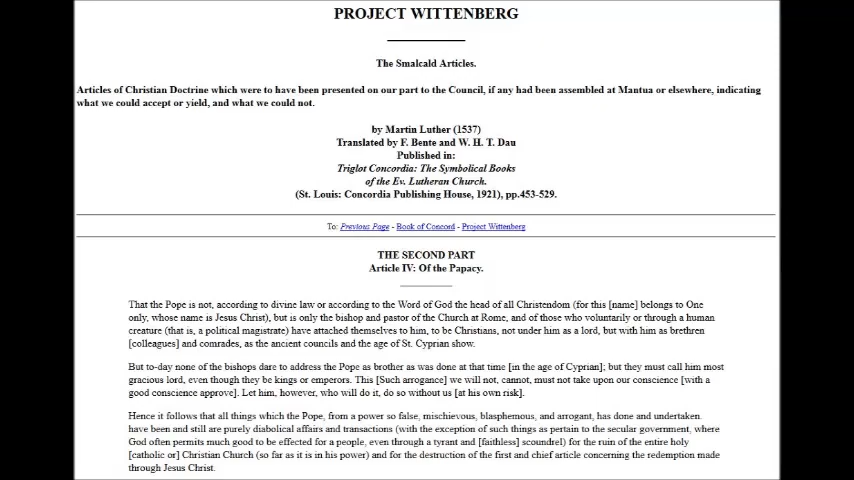 PROJECT WITTENBERG
The Smalcald Articles.
Articles of Christian Doctrine which were to have been presented on our part to the Council, if any had been assembled at Mantua or elsewhere, indicating
what we could accept or yield, and what we could not.
by Martin Luther (1537)
Translated by F. Bente and W. H. T. Dau
Published in:
Triglot Concordia: The Symbolical Books
of the Ev. Lutheran Church.
(St. Louis: Concordia Publishing House, 1921), pp.453-529.
To: Previous Page - Book of Concord - Project Wittenberg
THE SECOND PART
Article IV: Of the Papacy.
That the Pope is not, according to divine law or according to the Word of God the head of all Christendom (for this [name] belongs to One
only, whose name is Jesus Christ), but is only the bishop and pastor of the Church at Rome, and of those who voluntarily or through a human
creature (that is, a political magistrate) have attached themselves to him, to be Christians, not under him as a lord, but with him as brethren
[colleagues] and comrades, as the ancient councils and the age of St. Cyprian show.
But to-day none of the bishops dare to address the Pope as brother as was done at that time [in the age of Cyprian]; but they must call him most
gracious lord, even though they be kings or emperors. This [Such arrogance] we will not, cannot, must not take upon our conscience [with a
good conscience approve]. Let him, however, who will do it, do so without us [at his own risk].
Hence it follows that all things which the Pope, from a power so false, mischievous, blasphemous, and arrogant, has done and undertaken.
have been and still are purely diabolical affairs and transactions (with the exception of such things as pertain to the secular government, where
God often permits much good to be effected for a people, even through a tyrant and [faithless] scoundrel) for the ruin of the entire holy
[catholic or] Christian Church (so far as it is in his power) and for the destruction of the first and chief article concerning the redemption made
through Jesus Christ.